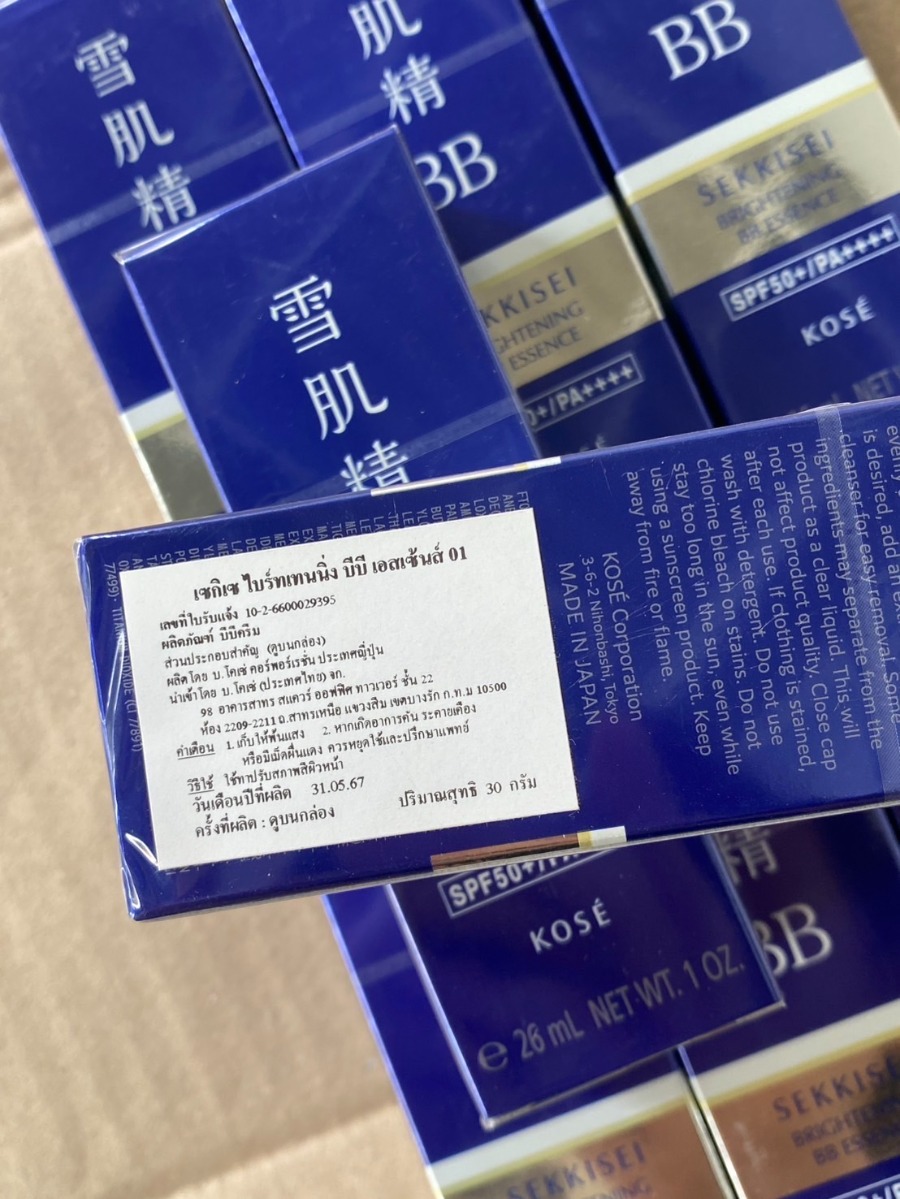 雪肌精
肌精
BB
BB
SEKKISEI
BRIGHTENING
BB ESSENCE
SPF50+/PA++++
KOSÉ
KKISEI
GHTENING
ESSENCE
0+/PA++++
雪肌精
is desired, add a
cleanser for easy removal. Some
ingredients may separate from the
product as a clear liquid. This will
not affect product quality. Close cap
after each use. If clothing is stained,
wash with detergent. Do not use
chlorine bleach on stains. Do not
stay too long in the sun, even while
using a sunscreen product. Keep
away from fire or flame.
KOSÉ Corporation
3-6-2 Nihonbashi, Tokyo
MADE IN JAPAN
เซกิเซ ไบร์ทเทนนิ่ง บีบี เอสเซ้นส์ 01
เลขที่ใบรับแจ้ง 10-2-6600029395
ผลิตภัณฑ์ บีบีครีม
ส่วนประกอบสำคัญ (ดูบนกล่อง)
ผลิตโดย บ.โคเซ่ คอร์พอร์เรชั่น ประเทศญี่ปุ่น
นำเข้าโดย บ.โคเซ่ (ประเทศไทย) จก.
98 อาคารสาทร สแควร์ ออฟฟิศ ทาวเวอร์ ชั้น 22
ห้อง 2209-2211 ถ.สาทรเหนือ แขวงสีลม เขตบางรัก ก.ท.ม 10500
คำเตือน 1. เก็บให้พ้นแสง 2. หากเกิดอาการคัน ระคายเคือง
หรือมีเม็ดผื่นแดง ควรหยุดใช้และปรึกษาแพทย์
วิธีใช้ ใช้ทาปรับสภาพสีผิวหน้า
วันเดือนปีที่ผลิต 31.05.67
ครั้งที่ผลิต : ดูบนกล่อง ปริมาณสุทธิ 30 กรัม
SPF50+/PA
KOSÉ
e 28 mL NET WT. 1 OZ.
精
BB
SEKKISEI
SEKKISE
BRIGHTENING
BB ESSENCE